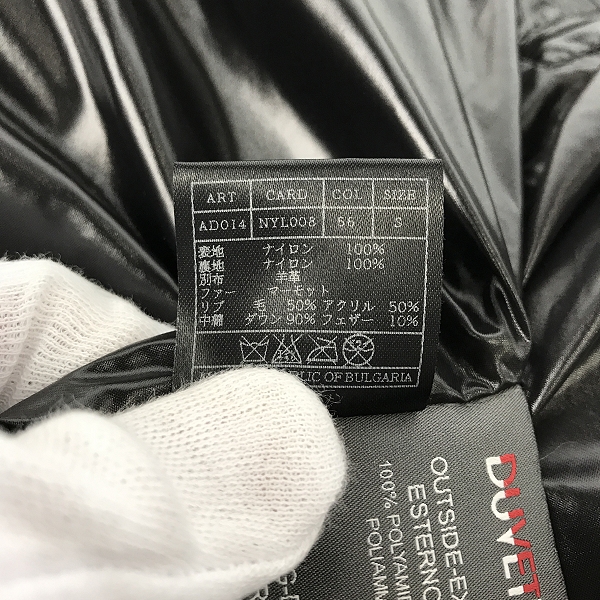 ART CARD COL SIZE
AD014 NYL008 56 S
表地 ナイロン 100%
裏地 ナイロン 100%
別布 羊革
ファー マーモット
リブ 毛 50% アクリル 50%
中綿 ダウン 90% フェザー 10%
OF BULGARIA
DUVET
OUTSIDE-EX
ESTERNO
100% POLYAMI
POLIAM